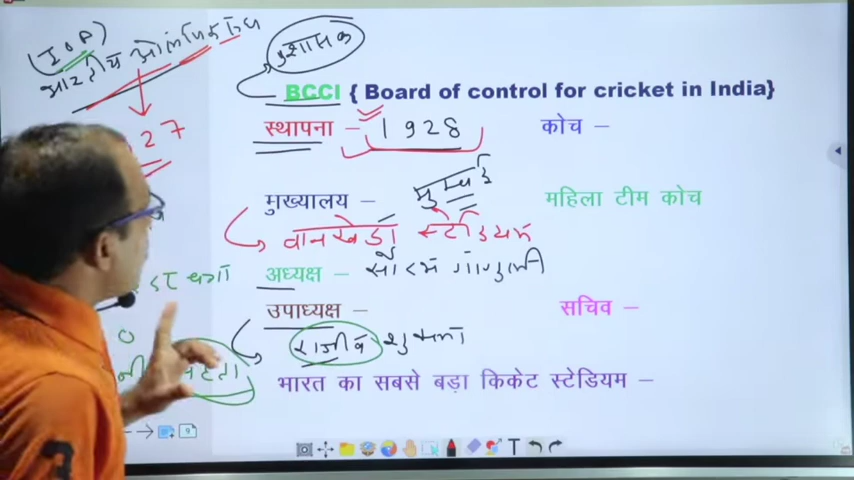 (IOA)
भारतीय ओलंपिक संघ
27
प्रशासक
BCCI { Board of control for cricket in India}
स्थापना – 1928
कोच –
मुख्यालय – मुम्बई
महिला टीम कोच
वानखेडा स्टेडियम
अध्यक्ष – सौरभ गांगुली
उपाध्यक्ष –
सचिव –
राजीव शुक्ला
भारत का सबसे बड़ा किकेट स्टेडियम –
T